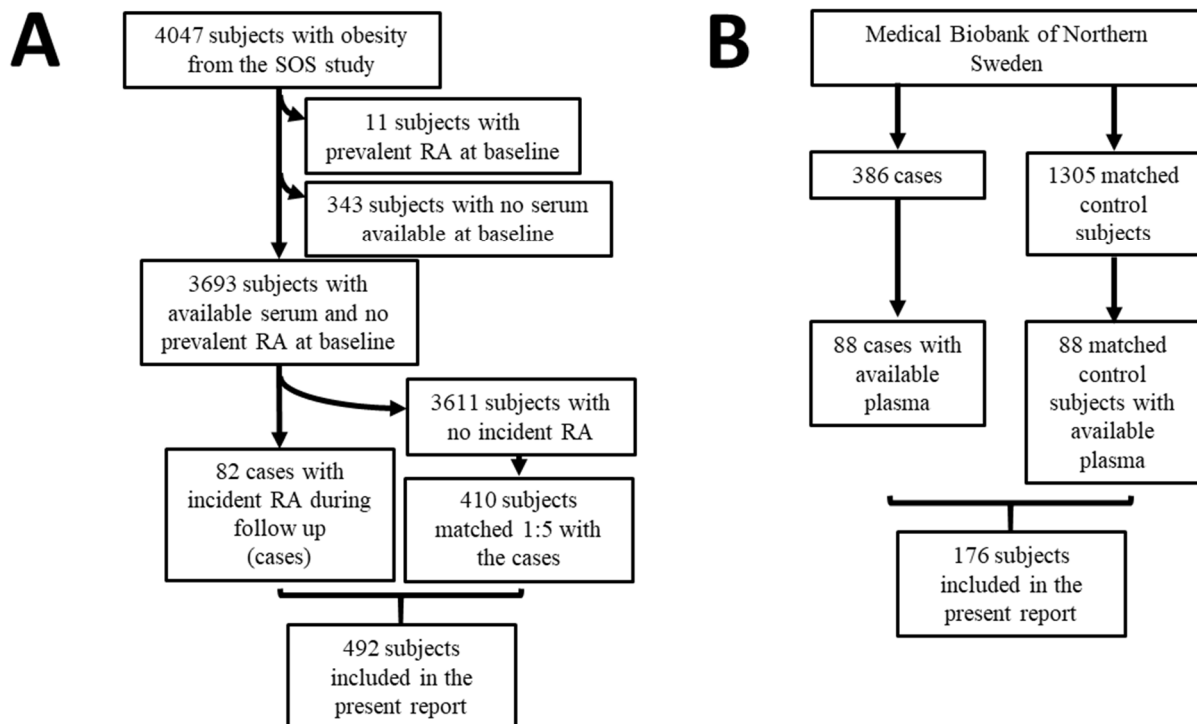 A
4047 subjects with obesity
from the SOS study
11 subjects with
prevalent RA at baseline
343 subjects with no serum
available at baseline
3693 subjects with
available serum and no
prevalent RA at baseline
3611 subjects with
no incident RA
82 cases with
incident RA during
follow up
(cases)
410 subjects
matched 1:5 with
the cases
492 subjects
included in the
present report
B
Medical Biobank of Northern
Sweden
386 cases
1305 matched
control
subjects
88 cases with
available
plasma
88 matched
control
subjects with
available
plasma
176 subjects
included in the
present report